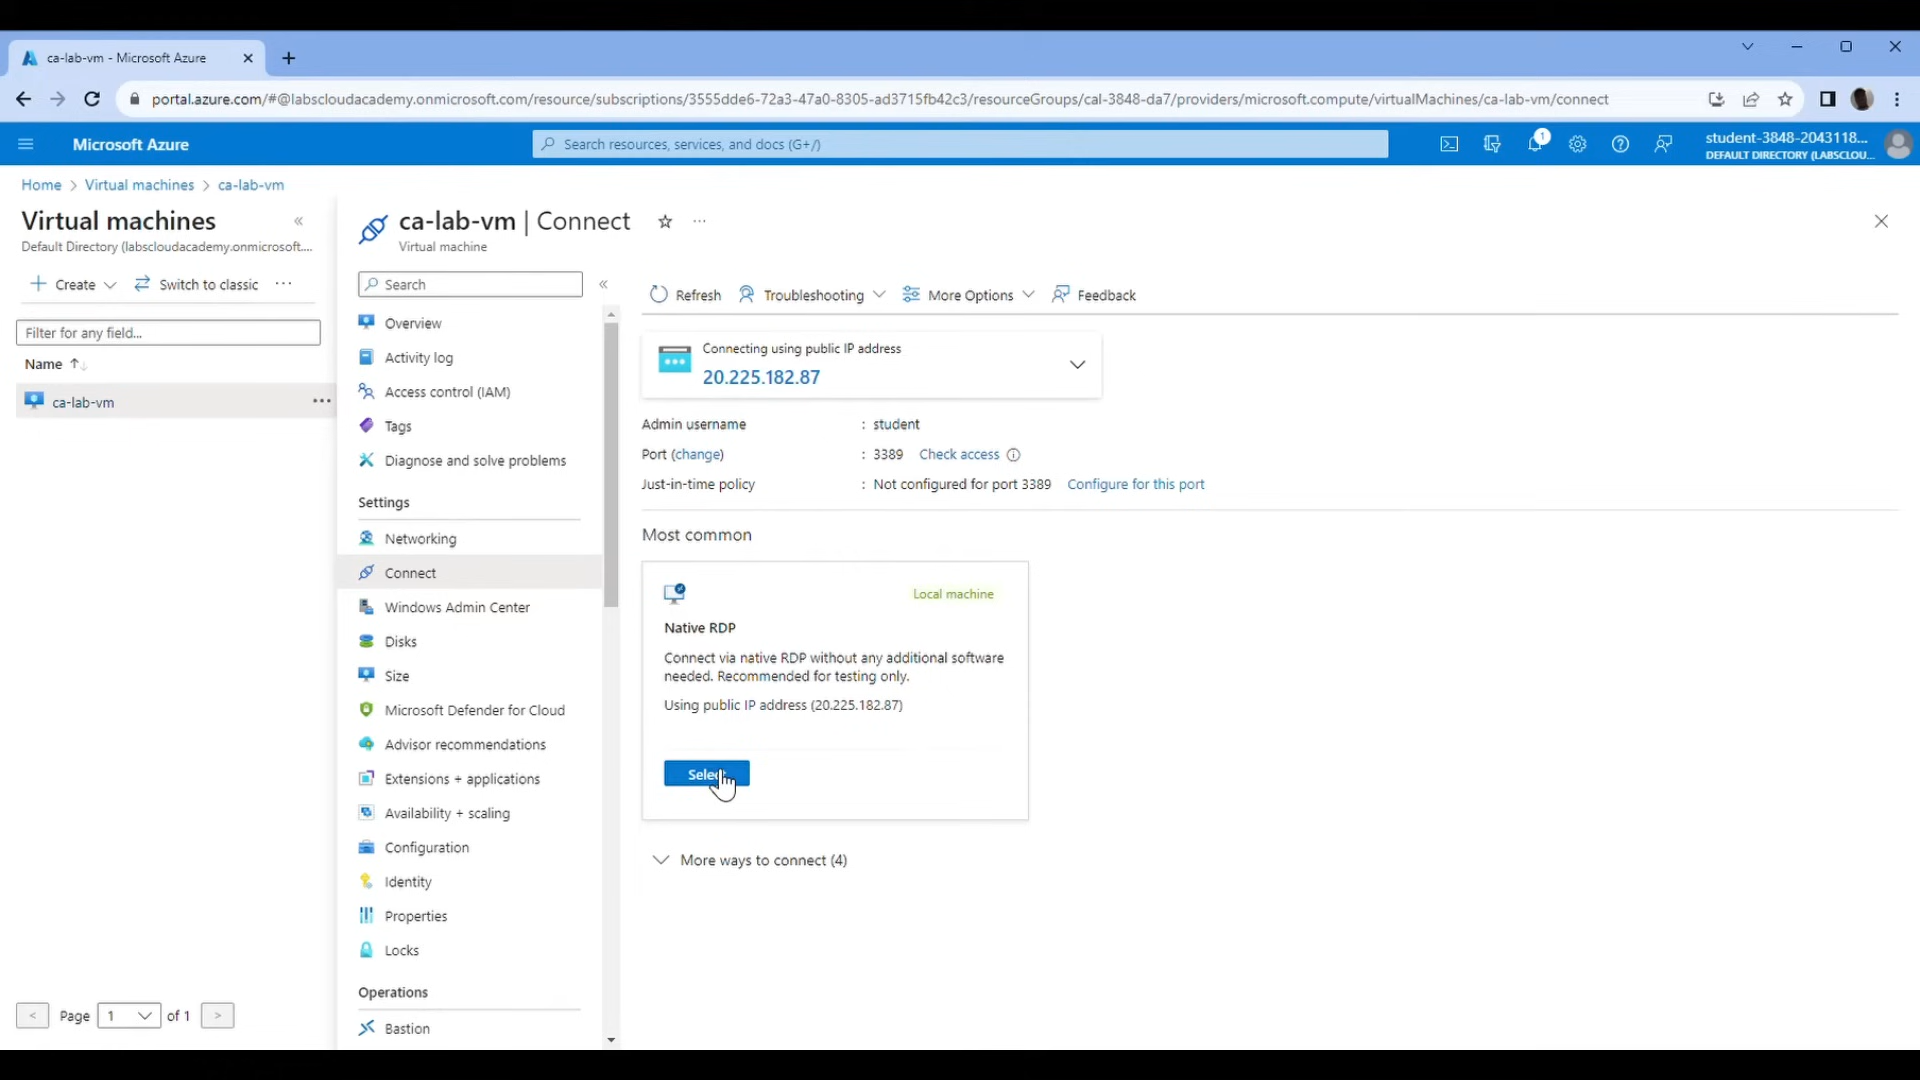 ca-lab-vm - Microsoft Azure
portal.azure.com/#@labscloudacademy.onmicrosoft.com/resource/subscriptions/3555dde6-72a3-47a0-8305-ad3715fb42c3/resourceGroups/cal-3848-da7/providers/microsoft.compute/virtualMachines/ca-lab-vm/connect
Microsoft Azure
Search resources, services, and docs (G+/)
1
student-3848-2043118...
DEFAULT DIRECTORY (LABSCLOU...
Home > Virtual machines > ca-lab-vm
Virtual machines
Default Directory (labscloudacademy.onmicrosoft....
Create
Switch to classic
Filter for any field...
Name
ca-lab-vm
Page 1 of 1
ca-lab-vm | Connect
Virtual machine
Search
Overview
Activity log
Access control (IAM)
Tags
Diagnose and solve problems
Settings
Networking
Connect
Windows Admin Center
Disks
Size
Microsoft Defender for Cloud
Advisor recommendations
Extensions + applications
Availability + scaling
Configuration
Identity
Properties
Locks
Operations
Bastion
Refresh
Troubleshooting
More Options
Feedback
Connecting using public IP address
20.225.182.87
Admin username : student
Port (change) : 3389 Check access
Just-in-time policy : Not configured for port 3389 Configure for this port
Most common
Local machine
Native RDP
Connect via native RDP without any additional software
needed. Recommended for testing only.
Using public IP address (20.225.182.87)
Select
More ways to connect (4)